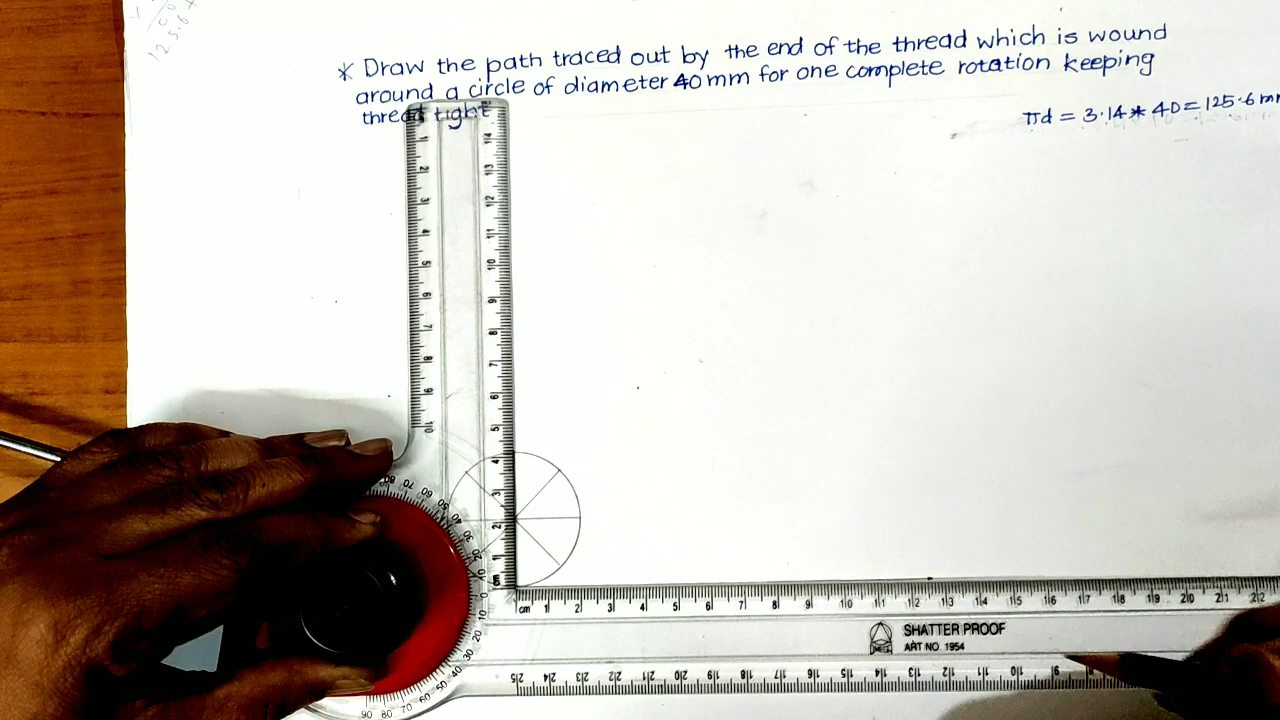 * Draw the path traced out by the end of the thread which is wound
around a circle of diameter 40 mm for one complete rotation keeping
thread tight
πd = 3.14 * 40 = 125.6 mm
125.6
SHATTER PROOF
ART NO. 1954